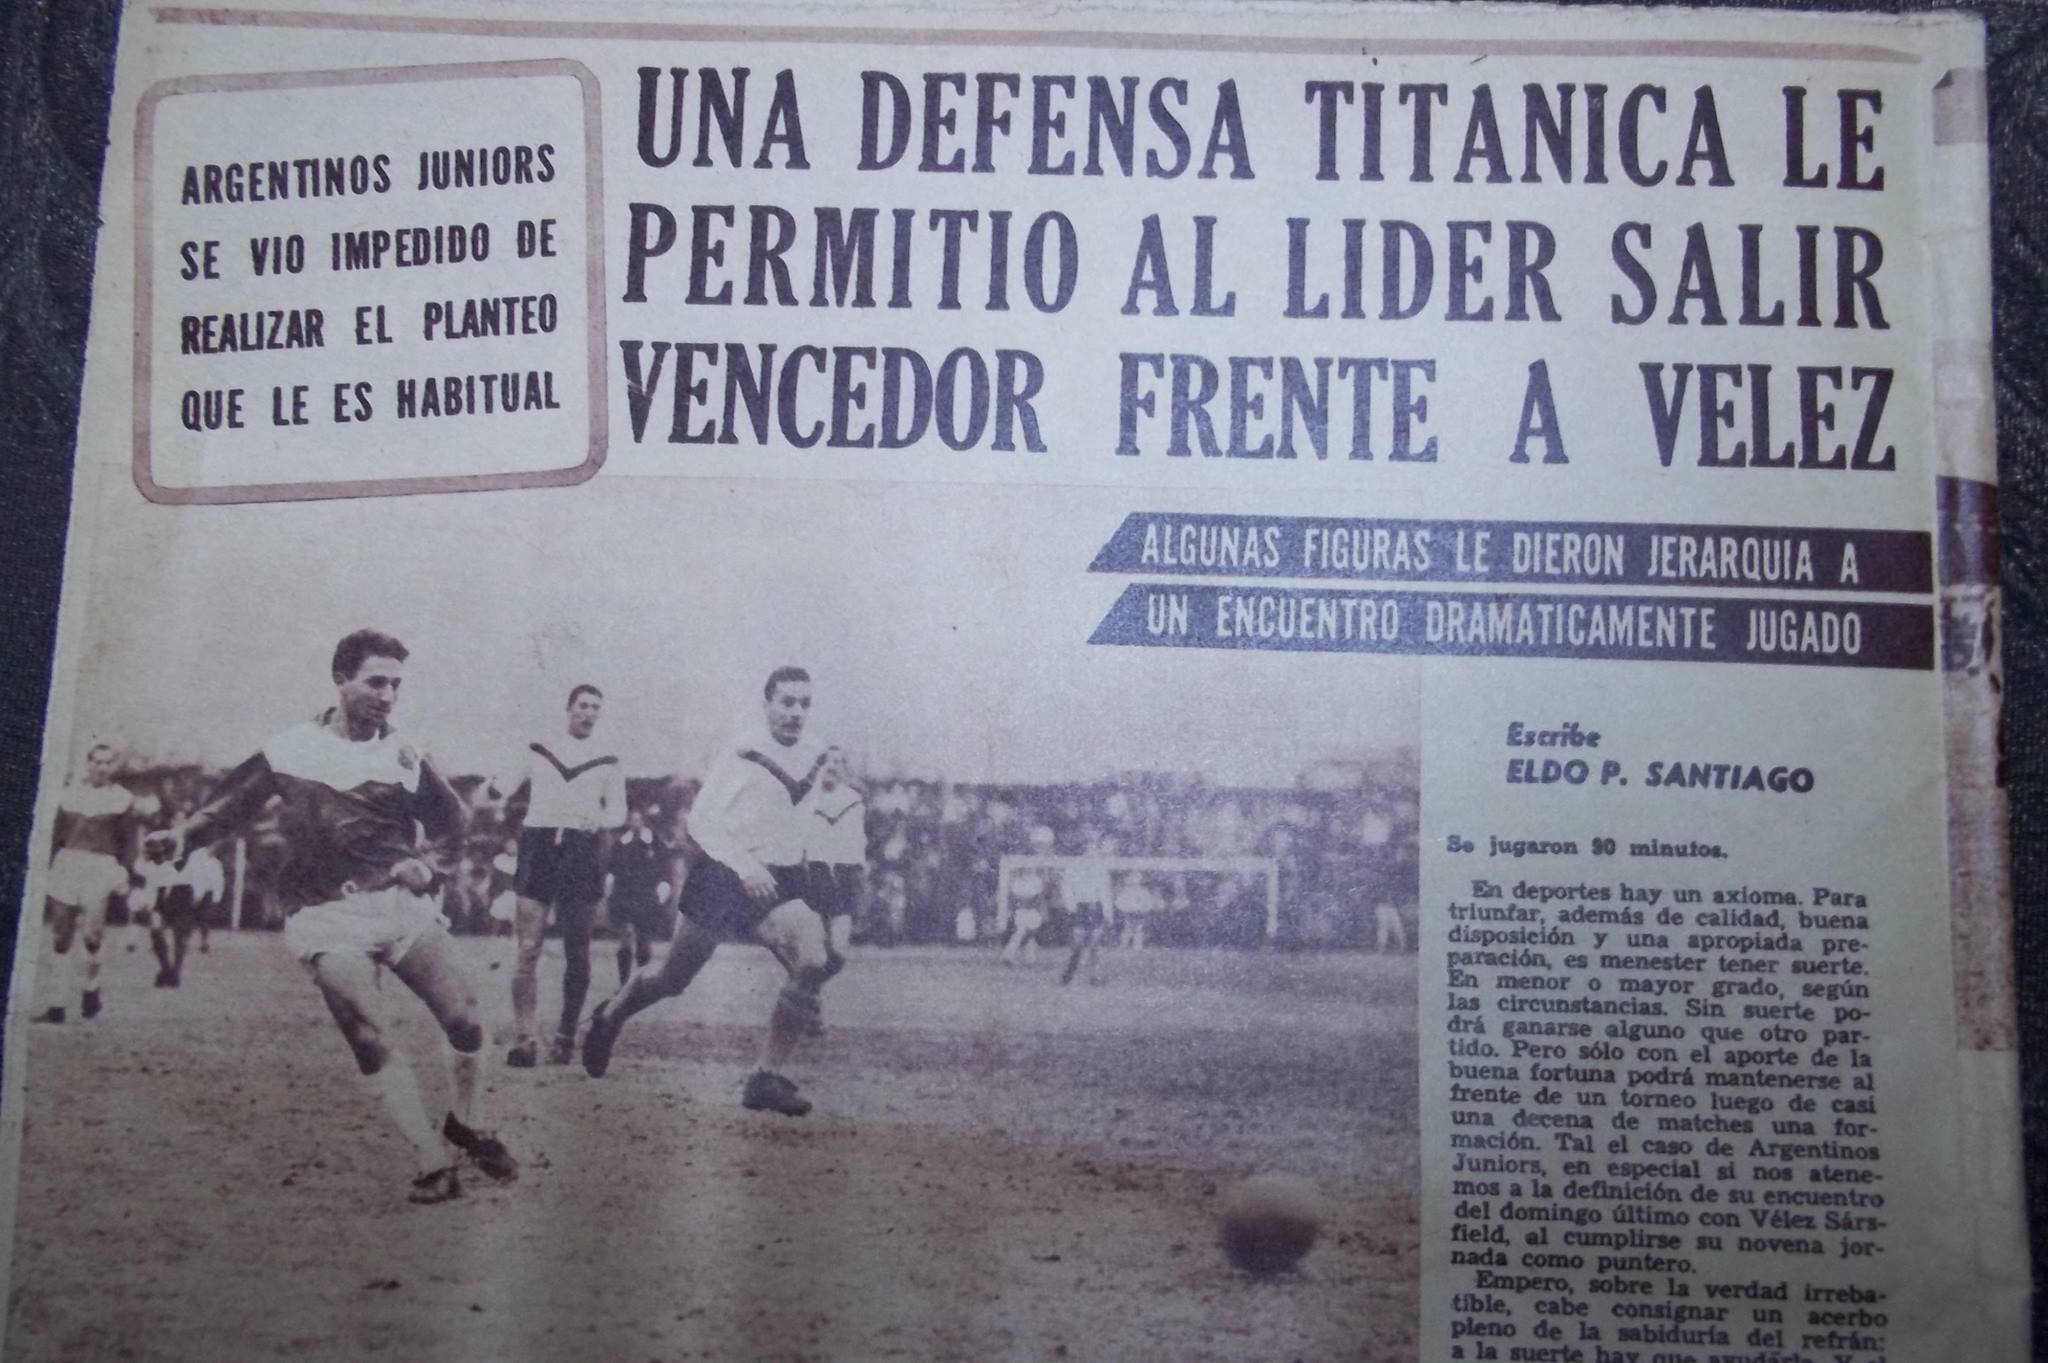 ARGENTINOS JUNIORS
SE VIO IMPEDIDO DE
REALIZAR EL PLANTEO
QUE LE ES HABITUAL
UNA DEFENSA TITANICA LE
PERMITIO AL LIDER SALIR
VENCEDOR FRENTE A VELEZ
ALGUNAS FIGURAS LE DIERON JERARQUIA A
UN ENCUENTRO DRAMATICAMENTE JUGADO
Escribe
ELDO P. SANTIAGO
Se jugaron 90 minutos.
En deportes hay un axioma. Para
triunfar, además de calidad, buena
disposición y una apropiada pre-
paración, es menester tener suerte.
En menor o mayor grado, según
las circunstancias. Sin suerte po-
drá ganarse alguno que otro par-
tido. Pero sólo con el aporte de la
buena fortuna podrá mantenerse al
frente de un torneo luego de casi
una decena de matches una for-
mación. Tal el caso de Argentinos
Juniors, en especial si nos atene-
mos a la definición de su encuentro
del domingo último con Vélez Sárs-
field, al cumplirse su novena jor-
nada como puntero.
Empero, sobre la verdad irreba-
tible, cabe consignar un acerbo
pleno de la sabiduría del refrán:
a la suerte hay que